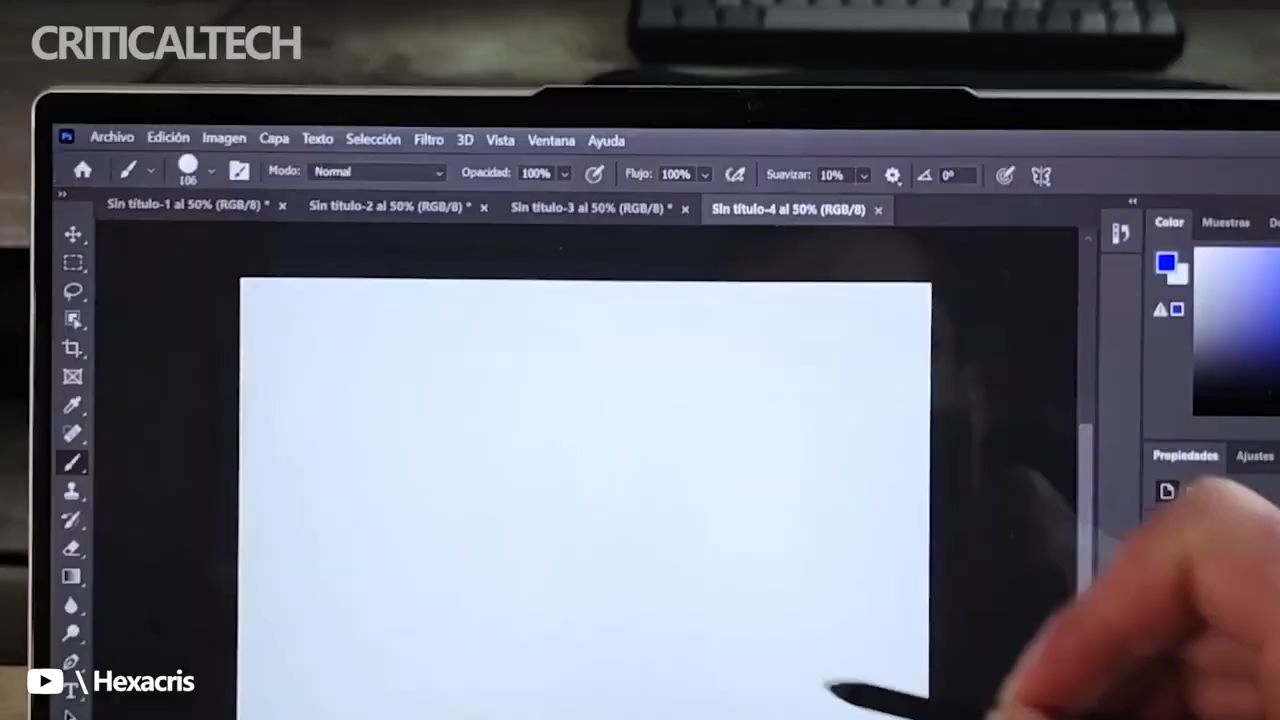 CRITICALTECH
Ps Archivo Edición Imagen Capa Texto Selección Filtro 3D Vista Ventana Ayuda
106 Modo: Normal Opacidad: 100% Flujo: 100% Suavizar: 10% 0°
Sin título-1 al 50% (RGB/8) * × Sin título-2 al 50% (RGB/8) * × Sin título-3 al 50% (RGB/8) * × Sin título-4 al 50% (RGB/8) ×
Color Muestras
Propiedades Ajustes
\ Hexacris